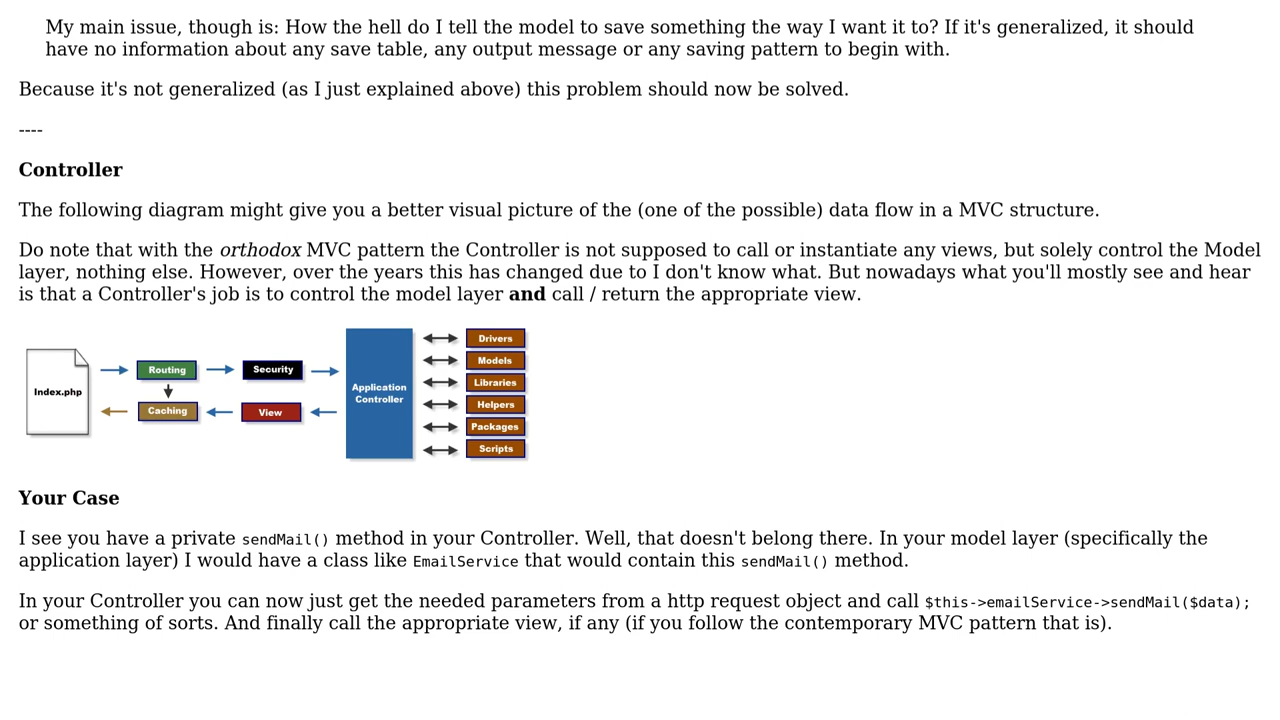 My main issue, though is: How the hell do I tell the model to save something the way I want it to? If it's generalized, it should
have no information about any save table, any output message or any saving pattern to begin with.
Because it's not generalized (as I just explained above) this problem should now be solved.
----
Controller
The following diagram might give you a better visual picture of the (one of the possible) data flow in a MVC structure.
Do note that with the orthodox MVC pattern the Controller is not supposed to call or instantiate any views, but solely control the Model
layer, nothing else. However, over the years this has changed due to I don't know what. But nowadays what you'll mostly see and hear
is that a Controller's job is to control the model layer and call / return the appropriate view.
Index.php
Routing
Security
Caching
View
Application
Controller
Drivers
Models
Libraries
Helpers
Packages
Scripts
Your Case
I see you have a private sendMail() method in your Controller. Well, that doesn't belong there. In your model layer (specifically the
application layer) I would have a class like EmailService that would contain this sendMail() method.
In your Controller you can now just get the needed parameters from a http request object and call $this->emailService->sendMail($data);
or something of sorts. And finally call the appropriate view, if any (if you follow the contemporary MVC pattern that is).